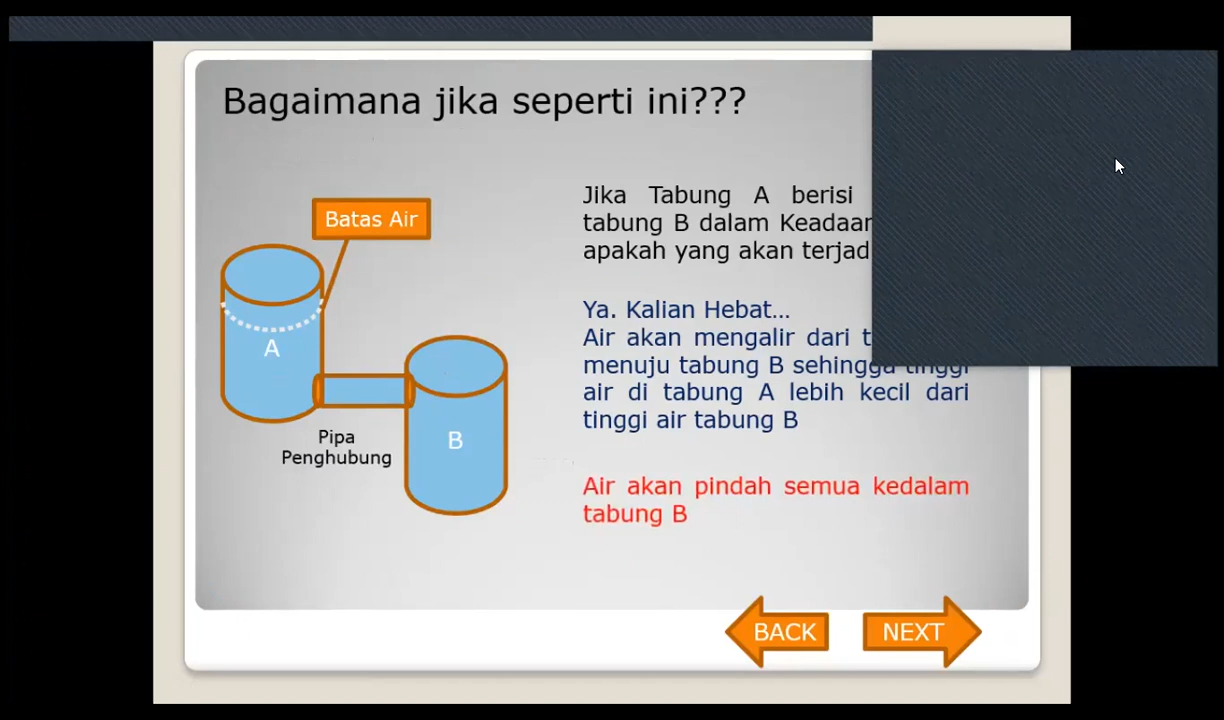 Bagaimana jika seperti ini???
Batas Air
A
B
Pipa
Penghubung
Jika Tabung A berisi
tabung B dalam
apakah yang akan
Ya. Kalian Hebat...
Air akan mengalir dari
menuju tabung B sehingga tinggi
air di tabung A lebih kecil dari
tinggi air tabung B
Air akan pindah semua kedalam
tabung B
BACK
NEXT